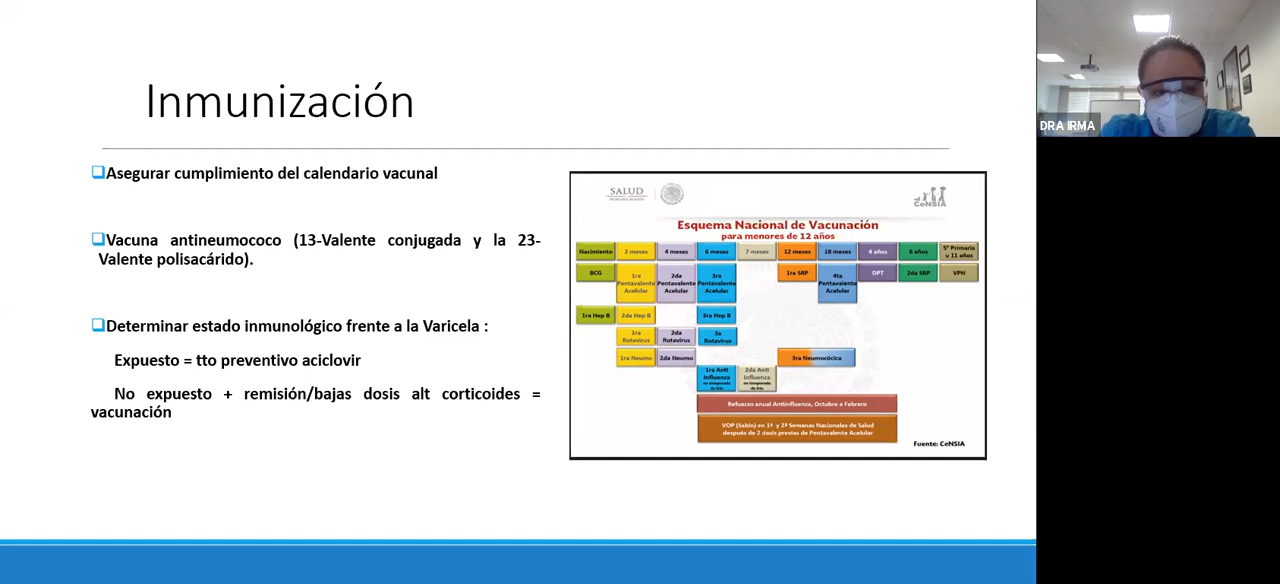 Inmunización
Asegurar cumplimiento del calendario vacunal
Vacuna antineumococo (13-Valente conjugada y la 23-
Valente polisacárido).
Determinar estado inmunológico frente a la Varicela :
Expuesto = tto preventivo aciclovir
No expuesto + remisión/bajas dosis alt corticoides =
vacunación
SALUD
CeNSIA
Esquema Nacional de Vacunación
para menores de 12 años
Nacimiento 2 meses 4 meses 6 meses 7 meses 12 meses 18 meses 4 años 6 años 5° Primaria
u 11 años
BCG 1ra Pentavalente Acelular 2da Pentavalente Acelular 3ra Pentavalente Acelular 1ra SRP 4ta Pentavalente Acelular DPT 2da SRP VPH
1ra Hep B 2da Hep B 3ra Hep B
1ra Rotavirus 2da Rotavirus 3a Rotavirus
1ra Neumo 2da Neumo 3ra Neumocócica
1ra Anti Influenza en temporada de frío 2da Anti Influenza en temporada de frío
Refuerzo anual Antiinfluenza, Octubre a Febrero
VOP (Sabin) en 1ª y 2ª Semanas Nacionales de Salud
después de 2 dosis previas de Pentavalente Acelular
Fuente: CeNSIA
DRA IRMA